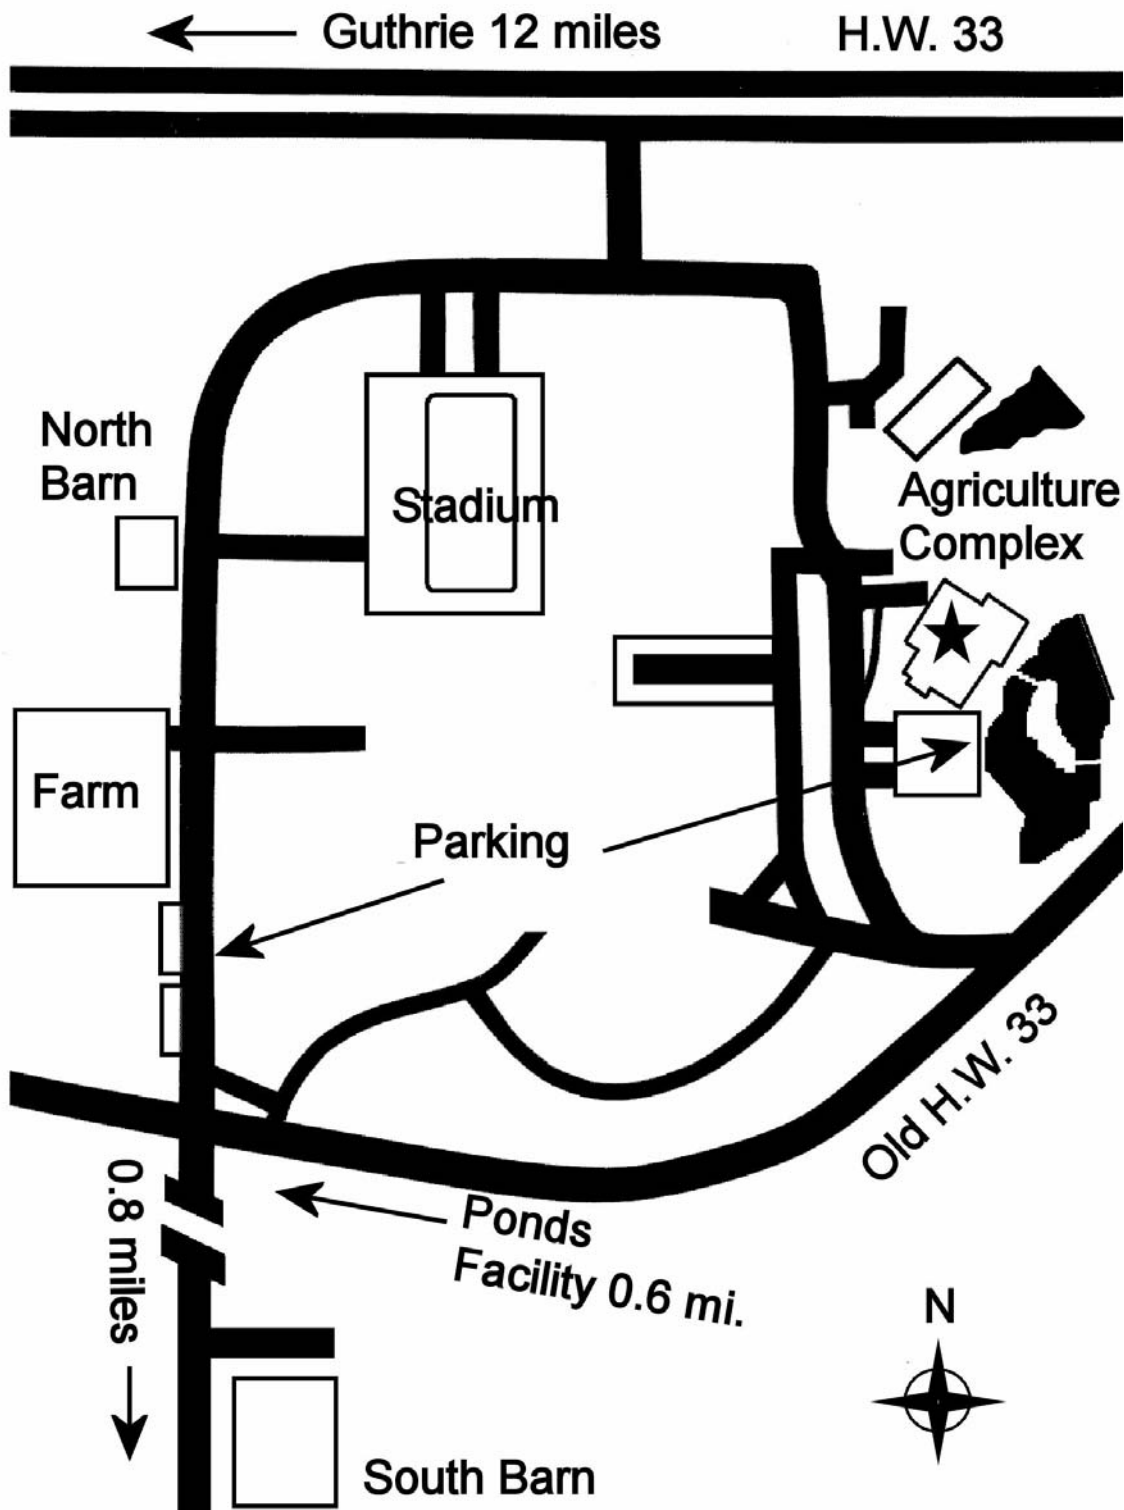 Guthrie 12 miles
H.W. 33
North
Barn
Stadium
Agriculture
Complex
Farm
Parking
Old H.W. 33
0.8 miles
Ponds
Facility 0.6 mi.
N
South Barn